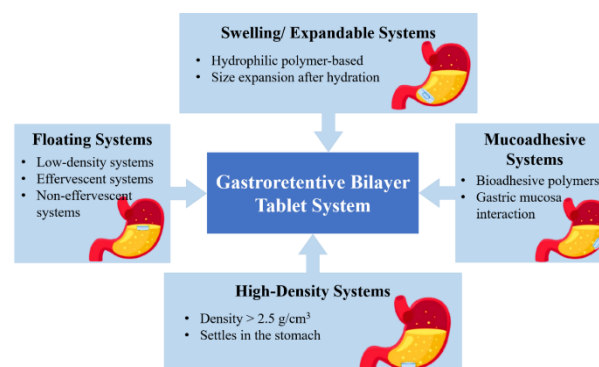 Swelling/ Expandable Systems
• Hydrophilic polymer-based
• Size expansion after hydration
Floating Systems
• Low-density systems
• Effervescent systems
• Non-effervescent
systems
Gastroretentive Bilayer
Tablet System
Mucoadhesive
Systems
• Bioadhesive polymers
• Gastric mucosa
interaction
High-Density Systems
• Density > 2.5 g/cm³
• Settles in the stomach